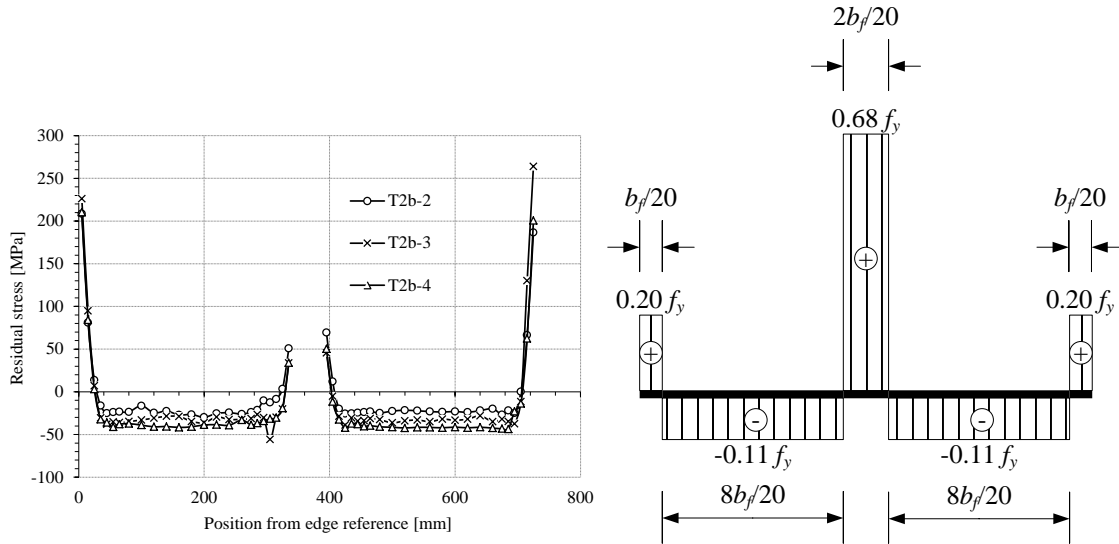 300
250
200
150
100
50
0
-50
-100
0
200
400
600
800
Residual stress [MPa]
Position from edge reference [mm]
T2b-2
T2b-3
T2b-4
2b_f/20
0.68 f_y
b_f/20
b_f/20
0.20 f_y
0.20 f_y
+
+
+
-
-
-0.11 f_y
-0.11 f_y
8b_f/20
8b_f/20